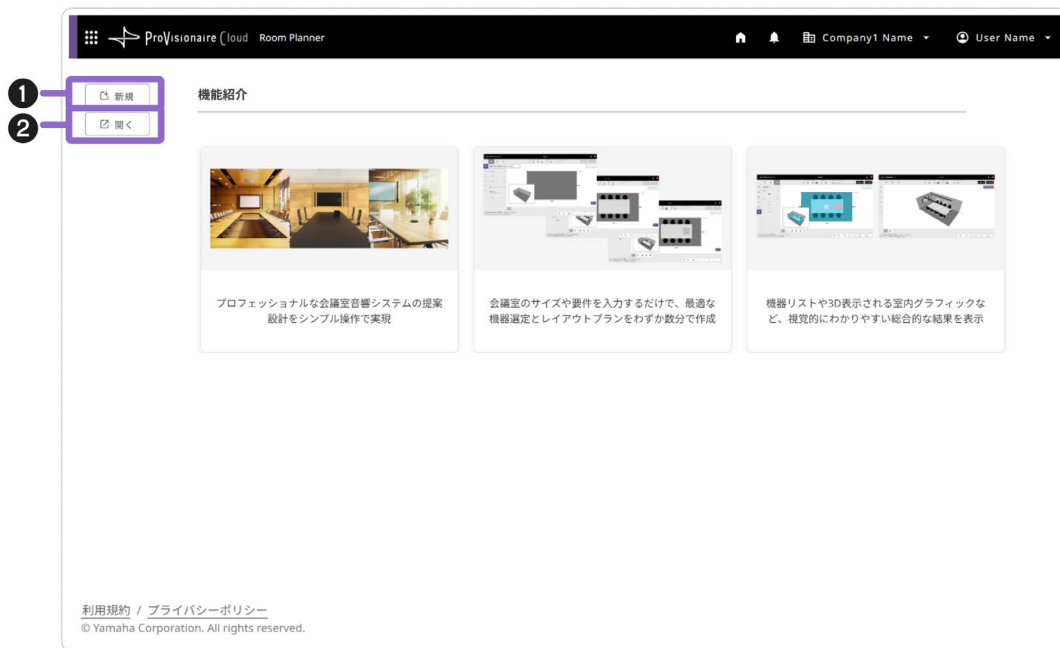 ProVisionaire Cloud Room Planner Company1 Name User Name
1 新規
2 開く
機能紹介
プロフェッショナルな会議室音響システムの提案
設計をシンプル操作で実現
会議室のサイズや要件を入力するだけで、最適な
機器選定とレイアウトプランをわずか数分で作成
機器リストや3D表示される室内グラフィックな
ど、視覚的にわかりやすい総合的な結果を表示
利用規約 / プライバシーポリシー
© Yamaha Corporation. All rights reserved.